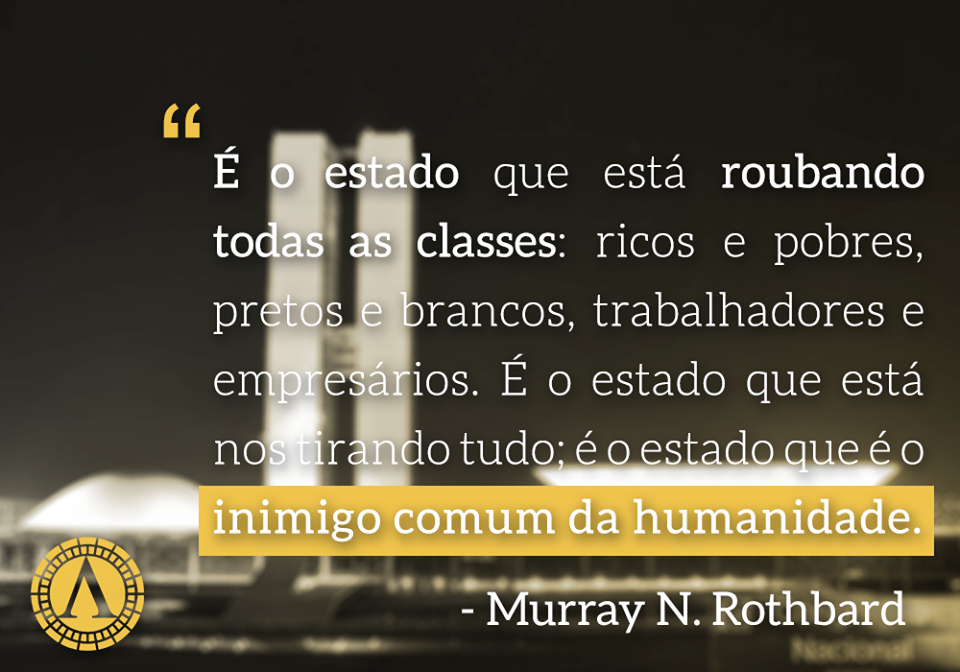 “
É o estado que está roubando
todas as classes: ricos e pobres,
pretos e brancos, trabalhadores e
empresários. É o estado que está
nos tirando tudo; é o estado que é o
inimigo comum da humanidade.
- Murray N. Rothbard
Nacional